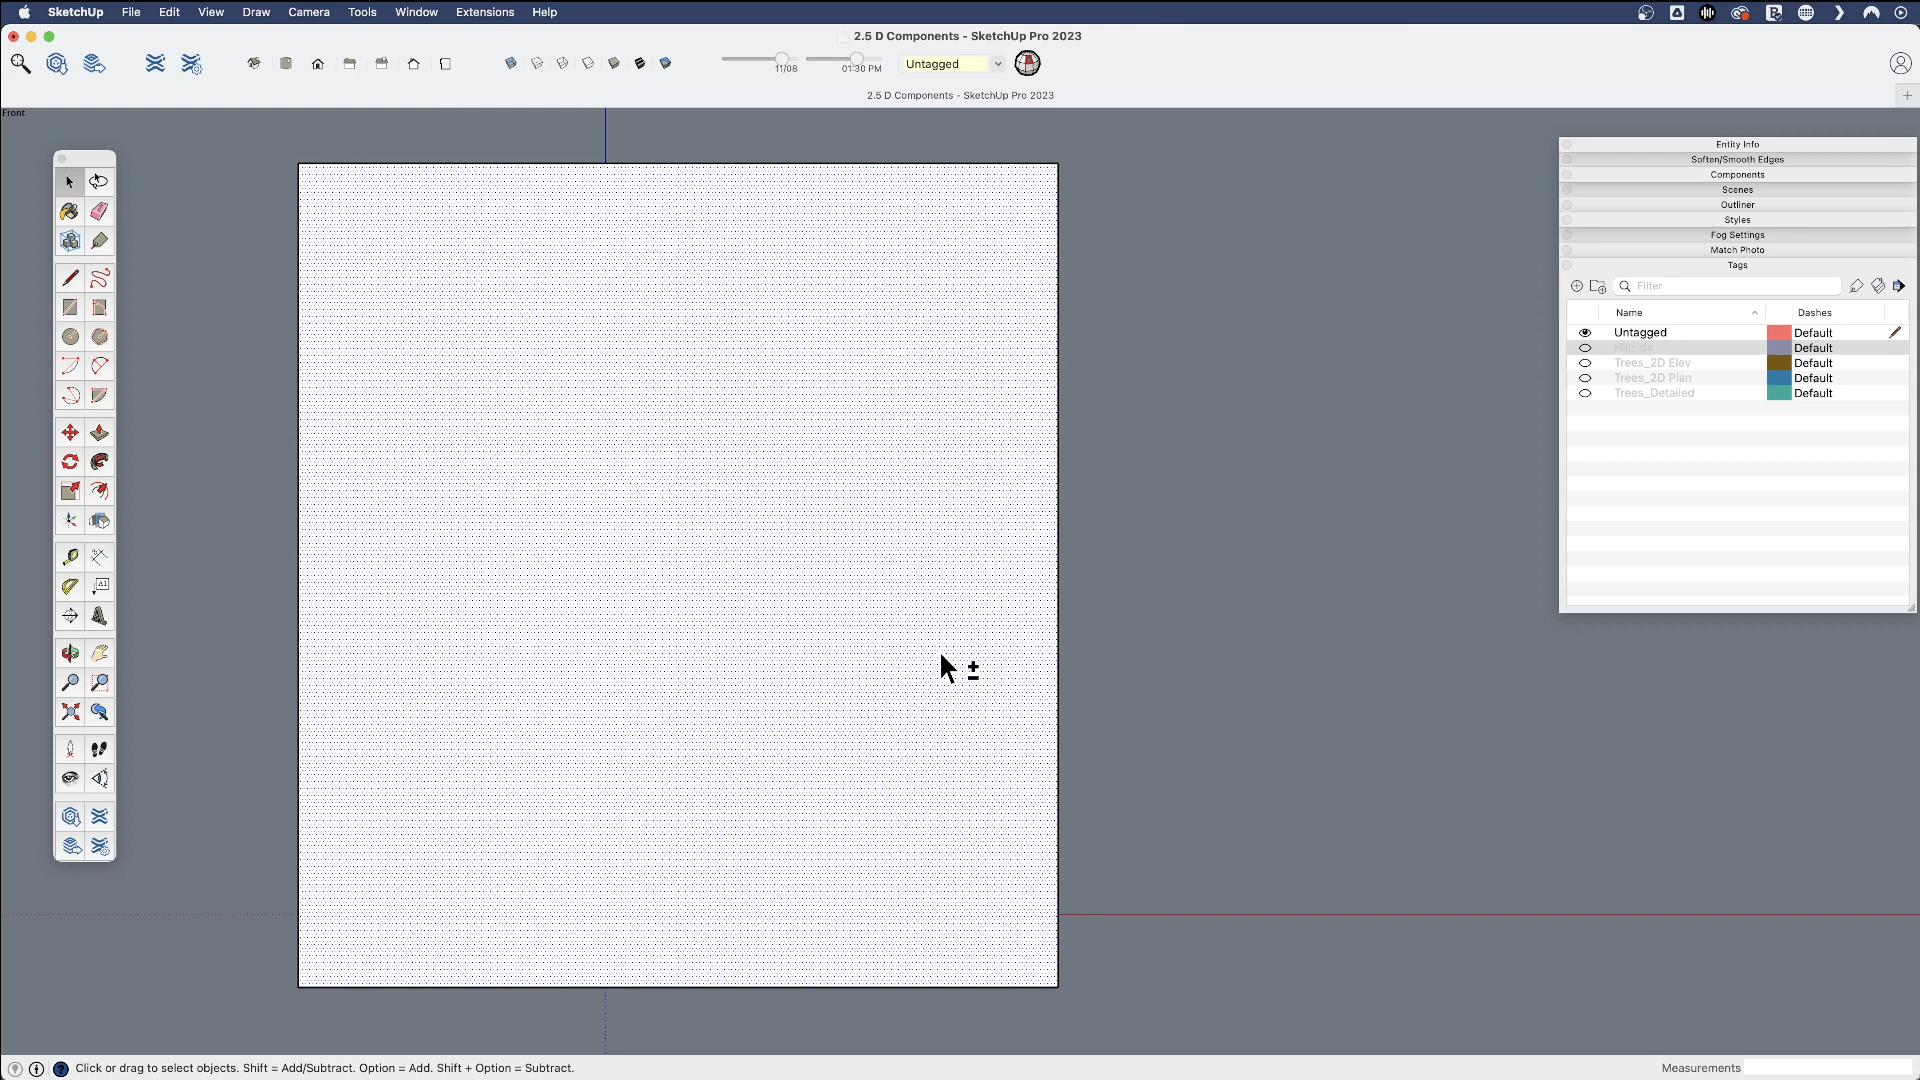 SketchUp File Edit View Draw Camera Tools Window Extensions Help
2.5 D Components - SketchUp Pro 2023
11/08
01:30 PM
Untagged
2.5 D Components - SketchUp Pro 2023
Front
Entity Info
Soften/Smooth Edges
Components
Scenes
Outliner
Styles
Fog Settings
Match Photo
Tags
Filter
Name Dashes
Untagged Default
Hillside Default
Trees_2D Elev Default
Trees_2D Plan Default
Trees_Detailed Default
A1
Click or drag to select objects. Shift = Add/Subtract. Option = Add. Shift + Option = Subtract.
Measurements